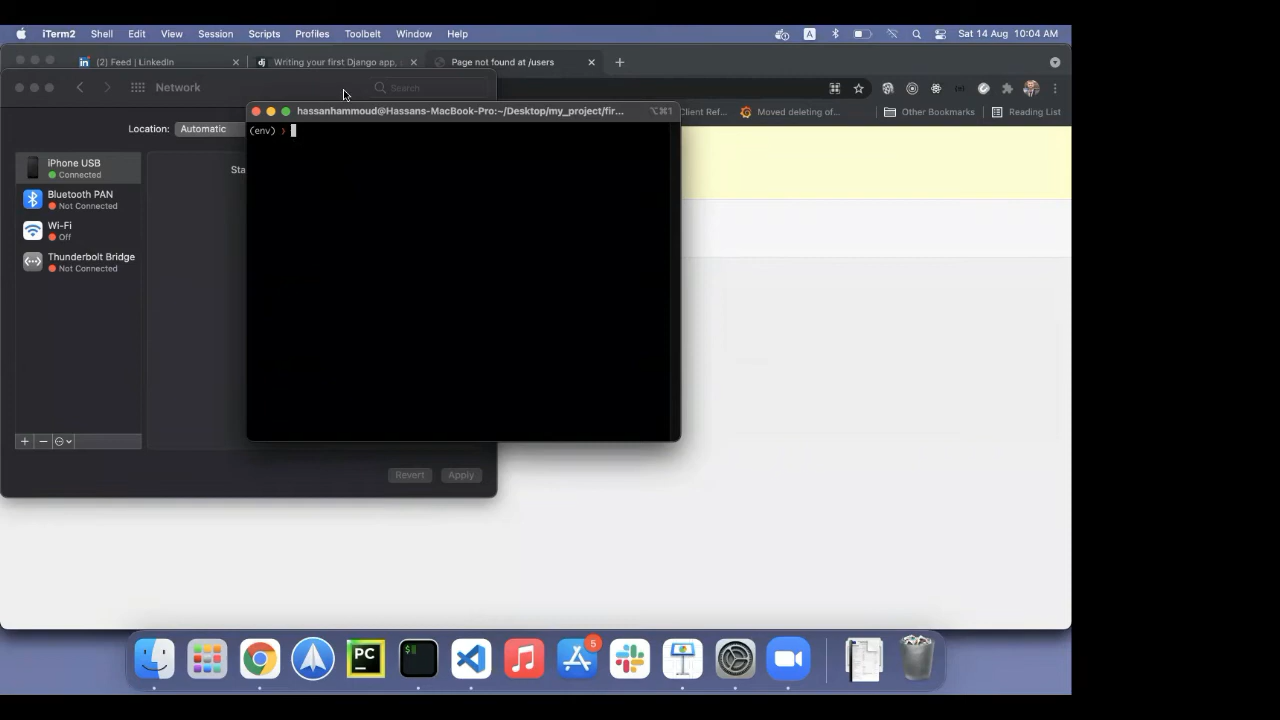 iTerm2 Shell Edit View Session Scripts Profiles Toolbelt Window Help A Sat 14 Aug 10:04 AM
(2) Feed | LinkedIn dj Writing your first Django app, Page not found at /users
Network Search
hassanhammoud@Hassans-MacBook-Pro:~/Desktop/my_project/fir... ⌥⌘1 Client Ref... Moved deleting of... Other Bookmarks Reading List
Location: Automatic
(env) ❯
iPhone USB
Connected
Sta
Bluetooth PAN
Not Connected
Wi-Fi
Off
Thunderbolt Bridge
Not Connected
Revert Apply
PC
$
5